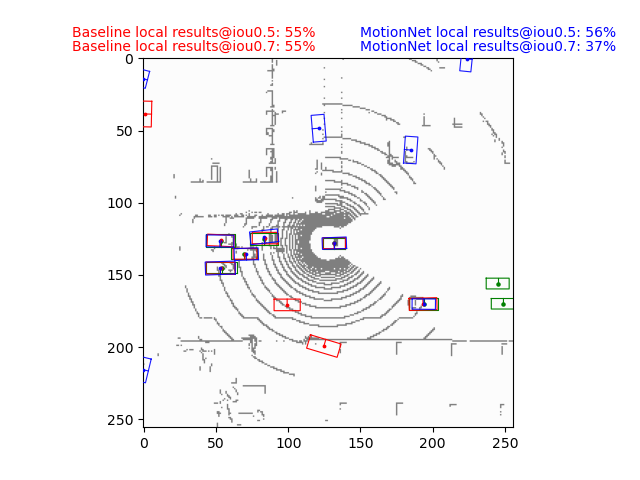 Baseline local results@iou0.5: 55%
Baseline local results@iou0.7: 55%
MotionNet local results@iou0.5: 56%
MotionNet local results@iou0.7: 37%
0
50
100
150
200
250
0 50 100 150 200 250